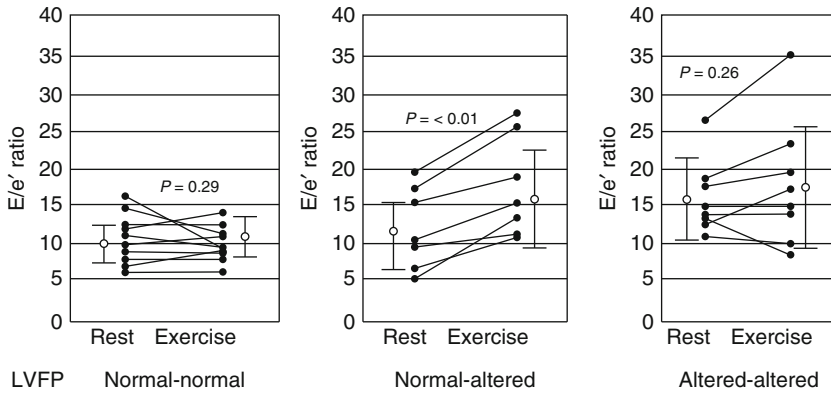 E/e′ ratio
40
35
30
25
20
15
10
5
0
P = 0.29
Rest Exercise
E/e′ ratio
40
35
30
25
20
15
10
5
0
P = < 0.01
Rest Exercise
E/e′ ratio
40
35
30
25
20
15
10
5
0
P = 0.26
Rest Exercise
LVFP Normal-normal Normal-altered Altered-altered